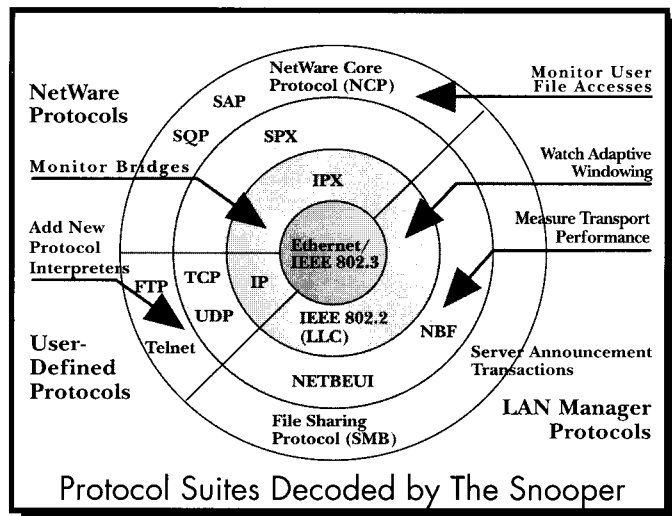 NetWare Core
Protocol (NCP)
Monitor User
File Accesses
NetWare
Protocols
SAP
SQP
SPX
Monitor Bridges
IPX
Watch Adaptive
Windowing
Add New
Protocol
Interpreters
Measure Transport
Performance
Ethernet/
IEEE 802.3
FTP
TCP
IP
UDP
Telnet
IEEE 802.2
(LLC)
NBF
User-
Defined
Protocols
Server Announcement
Transactions
NETBEUI
LAN Manager
Protocols
File Sharing
Protocol (SMB)
Protocol Suites Decoded by The Snooper